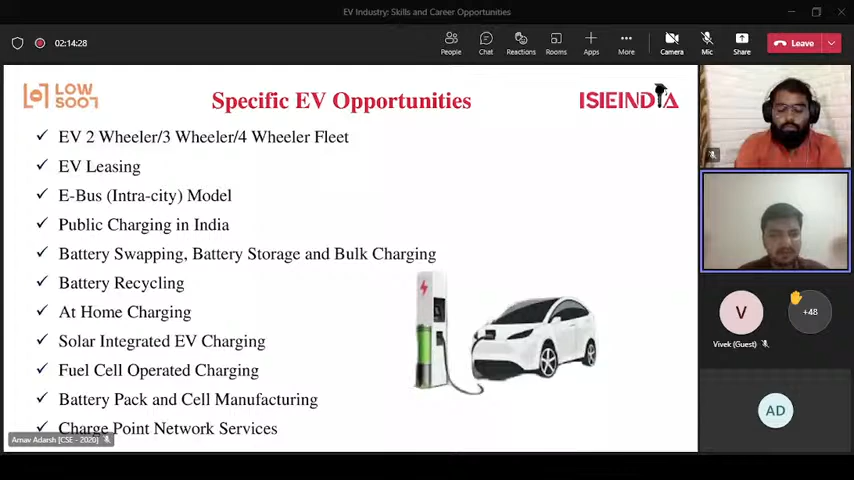 EV Industry: Skills and Career Opportunities
02:14:28
People
Chat
Reactions
Rooms
Apps
More
Camera
Mic
Share
Leave
LOW
SOOT
Specific EV Opportunities
ISIEINDIA
✓ EV 2 Wheeler/3 Wheeler/4 Wheeler Fleet
✓ EV Leasing
✓ E-Bus (Intra-city) Model
✓ Public Charging in India
✓ Battery Swapping, Battery Storage and Bulk Charging
✓ Battery Recycling
✓ At Home Charging
✓ Solar Integrated EV Charging
✓ Fuel Cell Operated Charging
✓ Battery Pack and Cell Manufacturing
✓ Charge Point Network Services
Arnav Adarsh [CSE - 2020]
V
+48
Vivek (Guest)
AD